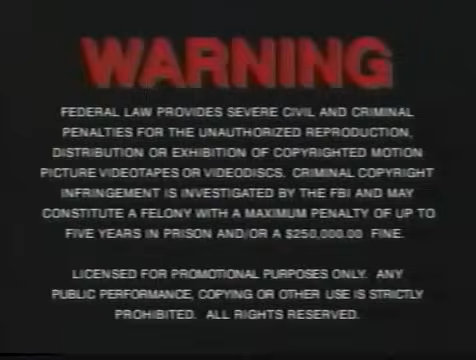 WARNING
FEDERAL LAW PROVIDES SEVERE CIVIL AND CRIMINAL
PENALTIES FOR THE UNAUTHORIZED REPRODUCTION,
DISTRIBUTION OR EXHIBITION OF COPYRIGHTED MOTION
PICTURE VIDEOTAPES OR VIDEODISCS. CRIMINAL COPYRIGHT
INFRINGEMENT IS INVESTIGATED BY THE FBI AND MAY
CONSTITUTE A FELONY WITH A MAXIMUM PENALTY OF UP TO
FIVE YEARS IN PRISON AND/OR A $250,000.00 FINE.
LICENSED FOR PROMOTIONAL PURPOSES ONLY. ANY
PUBLIC PERFORMANCE, COPYING OR OTHER USE IS STRICTLY
PROHIBITED. ALL RIGHTS RESERVED.